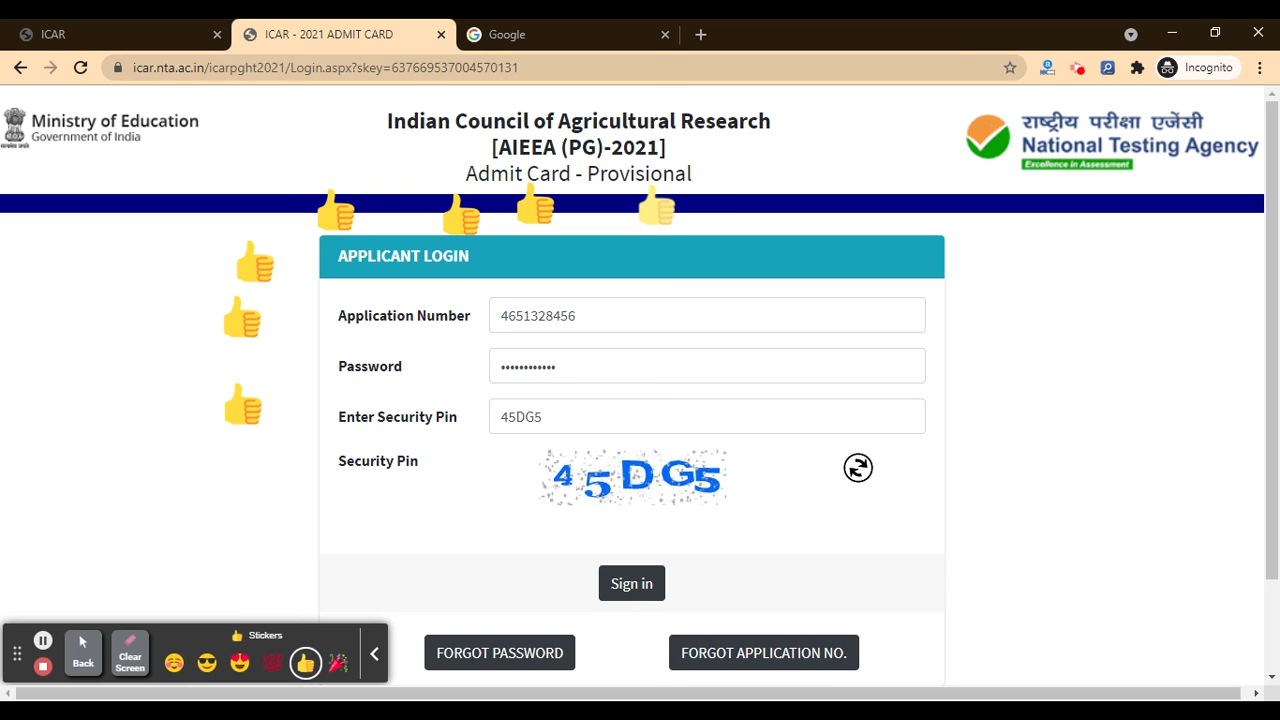 ICAR
ICAR - 2021 ADMIT CARD
Google
icar.nta.ac.in/icarpght2021/Login.aspx?skey=637669537004570131
Incognito
Ministry of Education
Government of India
Indian Council of Agricultural Research
[AIEEA (PG)-2021]
Admit Card - Provisional
राष्ट्रीय परीक्षा एजेंसी
National Testing Agency
Excellence in Assessment
APPLICANT LOGIN
Application Number 4651328456
Password ••••••••••••
Enter Security Pin 45DG5
Security Pin 45DG5
Sign in
FORGOT PASSWORD
FORGOT APPLICATION NO.
Back
Clear Screen
Stickers